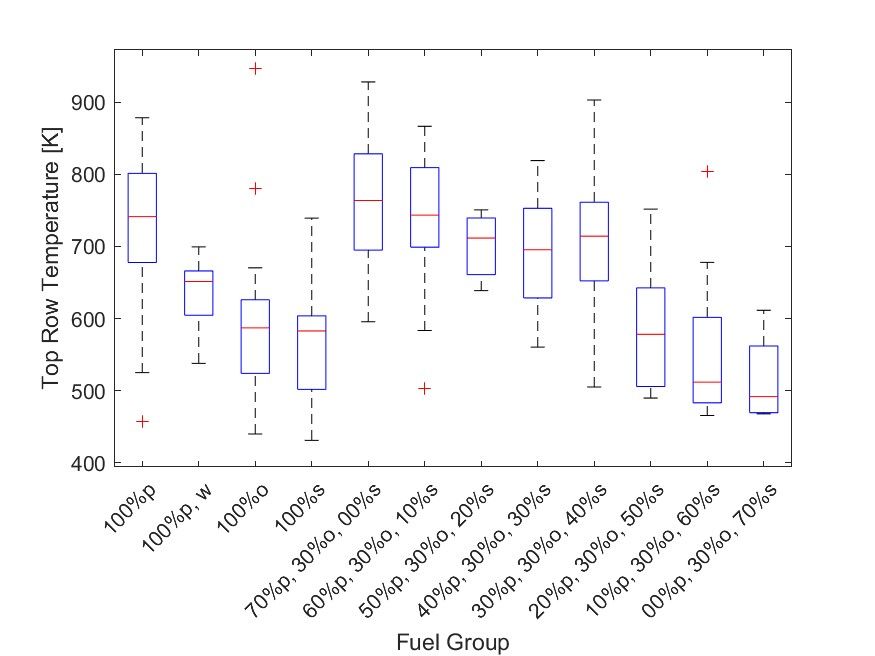 Top Row Temperature [K]
900
800
700
600
500
400
100%p
100%p, w
100%o
100%s
70%p, 30%o, 00%s
60%p, 30%o, 10%s
50%p, 30%o, 20%s
40%p, 30%o, 30%s
30%p, 30%o, 40%s
20%p, 30%o, 50%s
10%p, 30%o, 60%s
00%p, 30%o, 70%s
Fuel Group